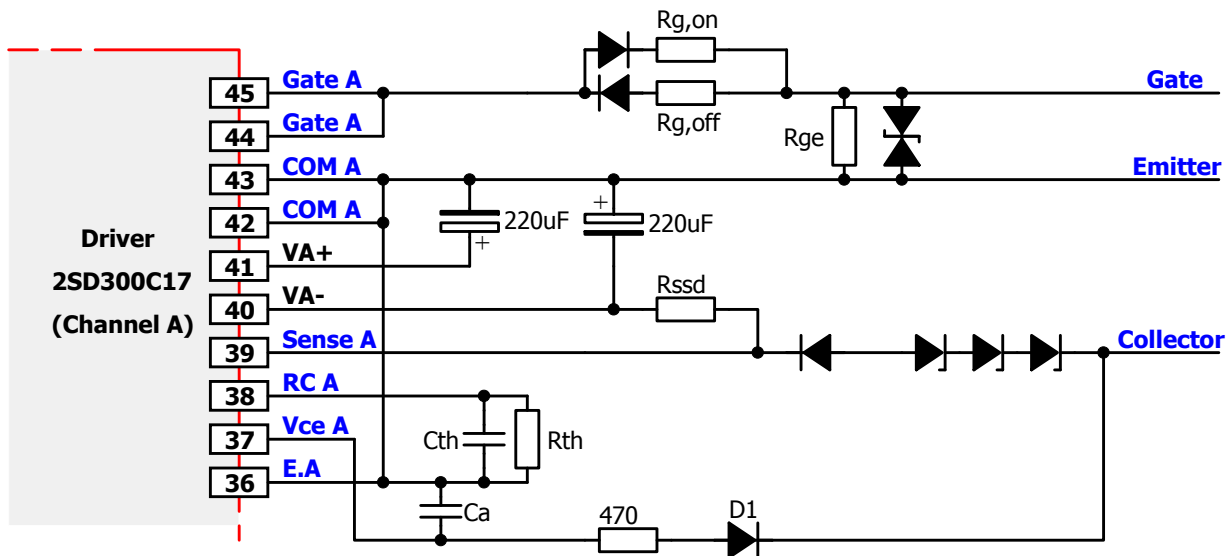 Rg,on
45 Gate A
Rg,off
Gate
44 Gate A
Rge
43 COM A
Emitter
42 COM A
+
220uF
+
220uF
Driver
2SD300C17
(Channel A)
41 VA+
40 VA-
Rssd
39 Sense A
Collector
38 RC A
37 Vce A
Cth
Rth
36 E.A
Ca
470
D1